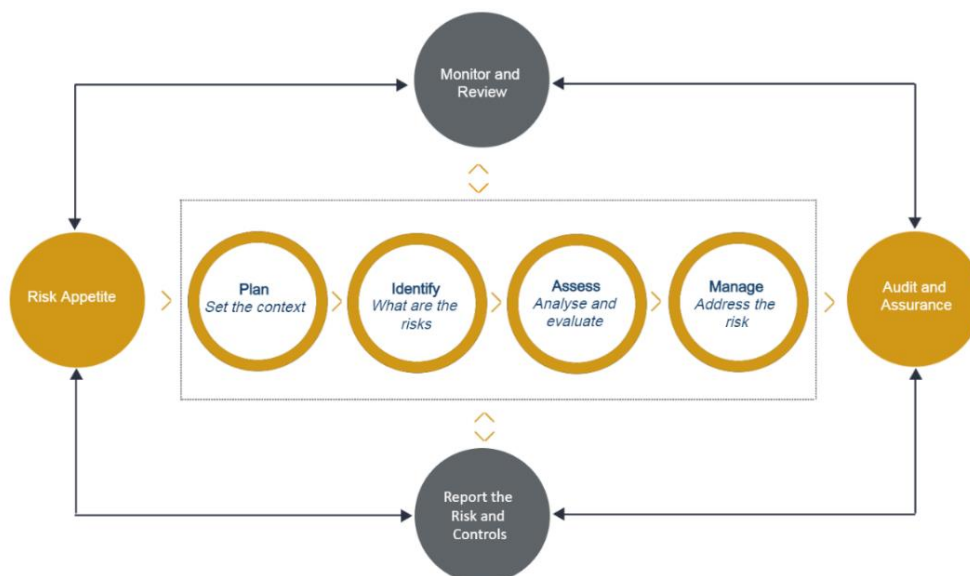 Monitor and
Review
Risk Appetite
Plan
Set the context
Identify
What are the
risks
Assess
Analyse and
evaluate
Manage
Address the
risk
Audit and
Assurance
Report the
Risk and
Controls